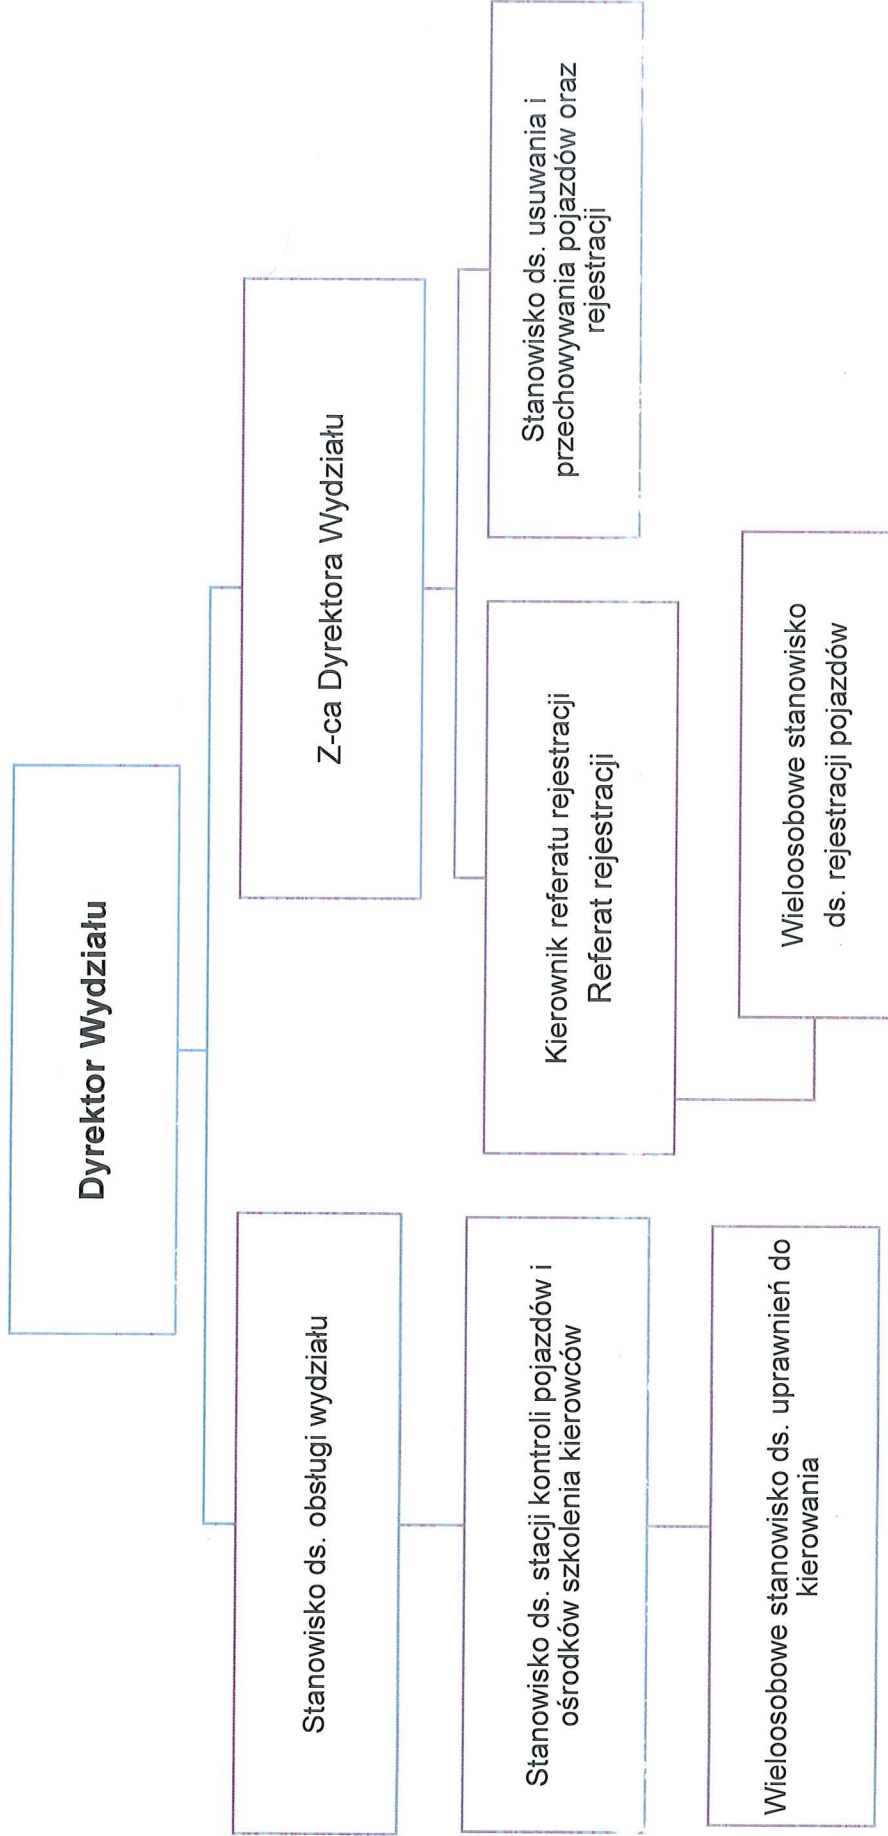 Dyrektor Wydziału
Stanowisko ds. obsługi wydziału
Z-ca Dyrektora Wydziału
Stanowisko ds. stacji kontroli pojazdów i
ośrodków szkolenia kierowców
Kierownik referatu rejestracji
Referat rejestracji
Stanowisko ds. usuwania i
przechowywania pojazdów oraz
rejestracji
Wieloosobowe stanowisko ds. uprawnień do
kierowania
Wieloosobowe stanowisko
ds. rejestracji pojazdów